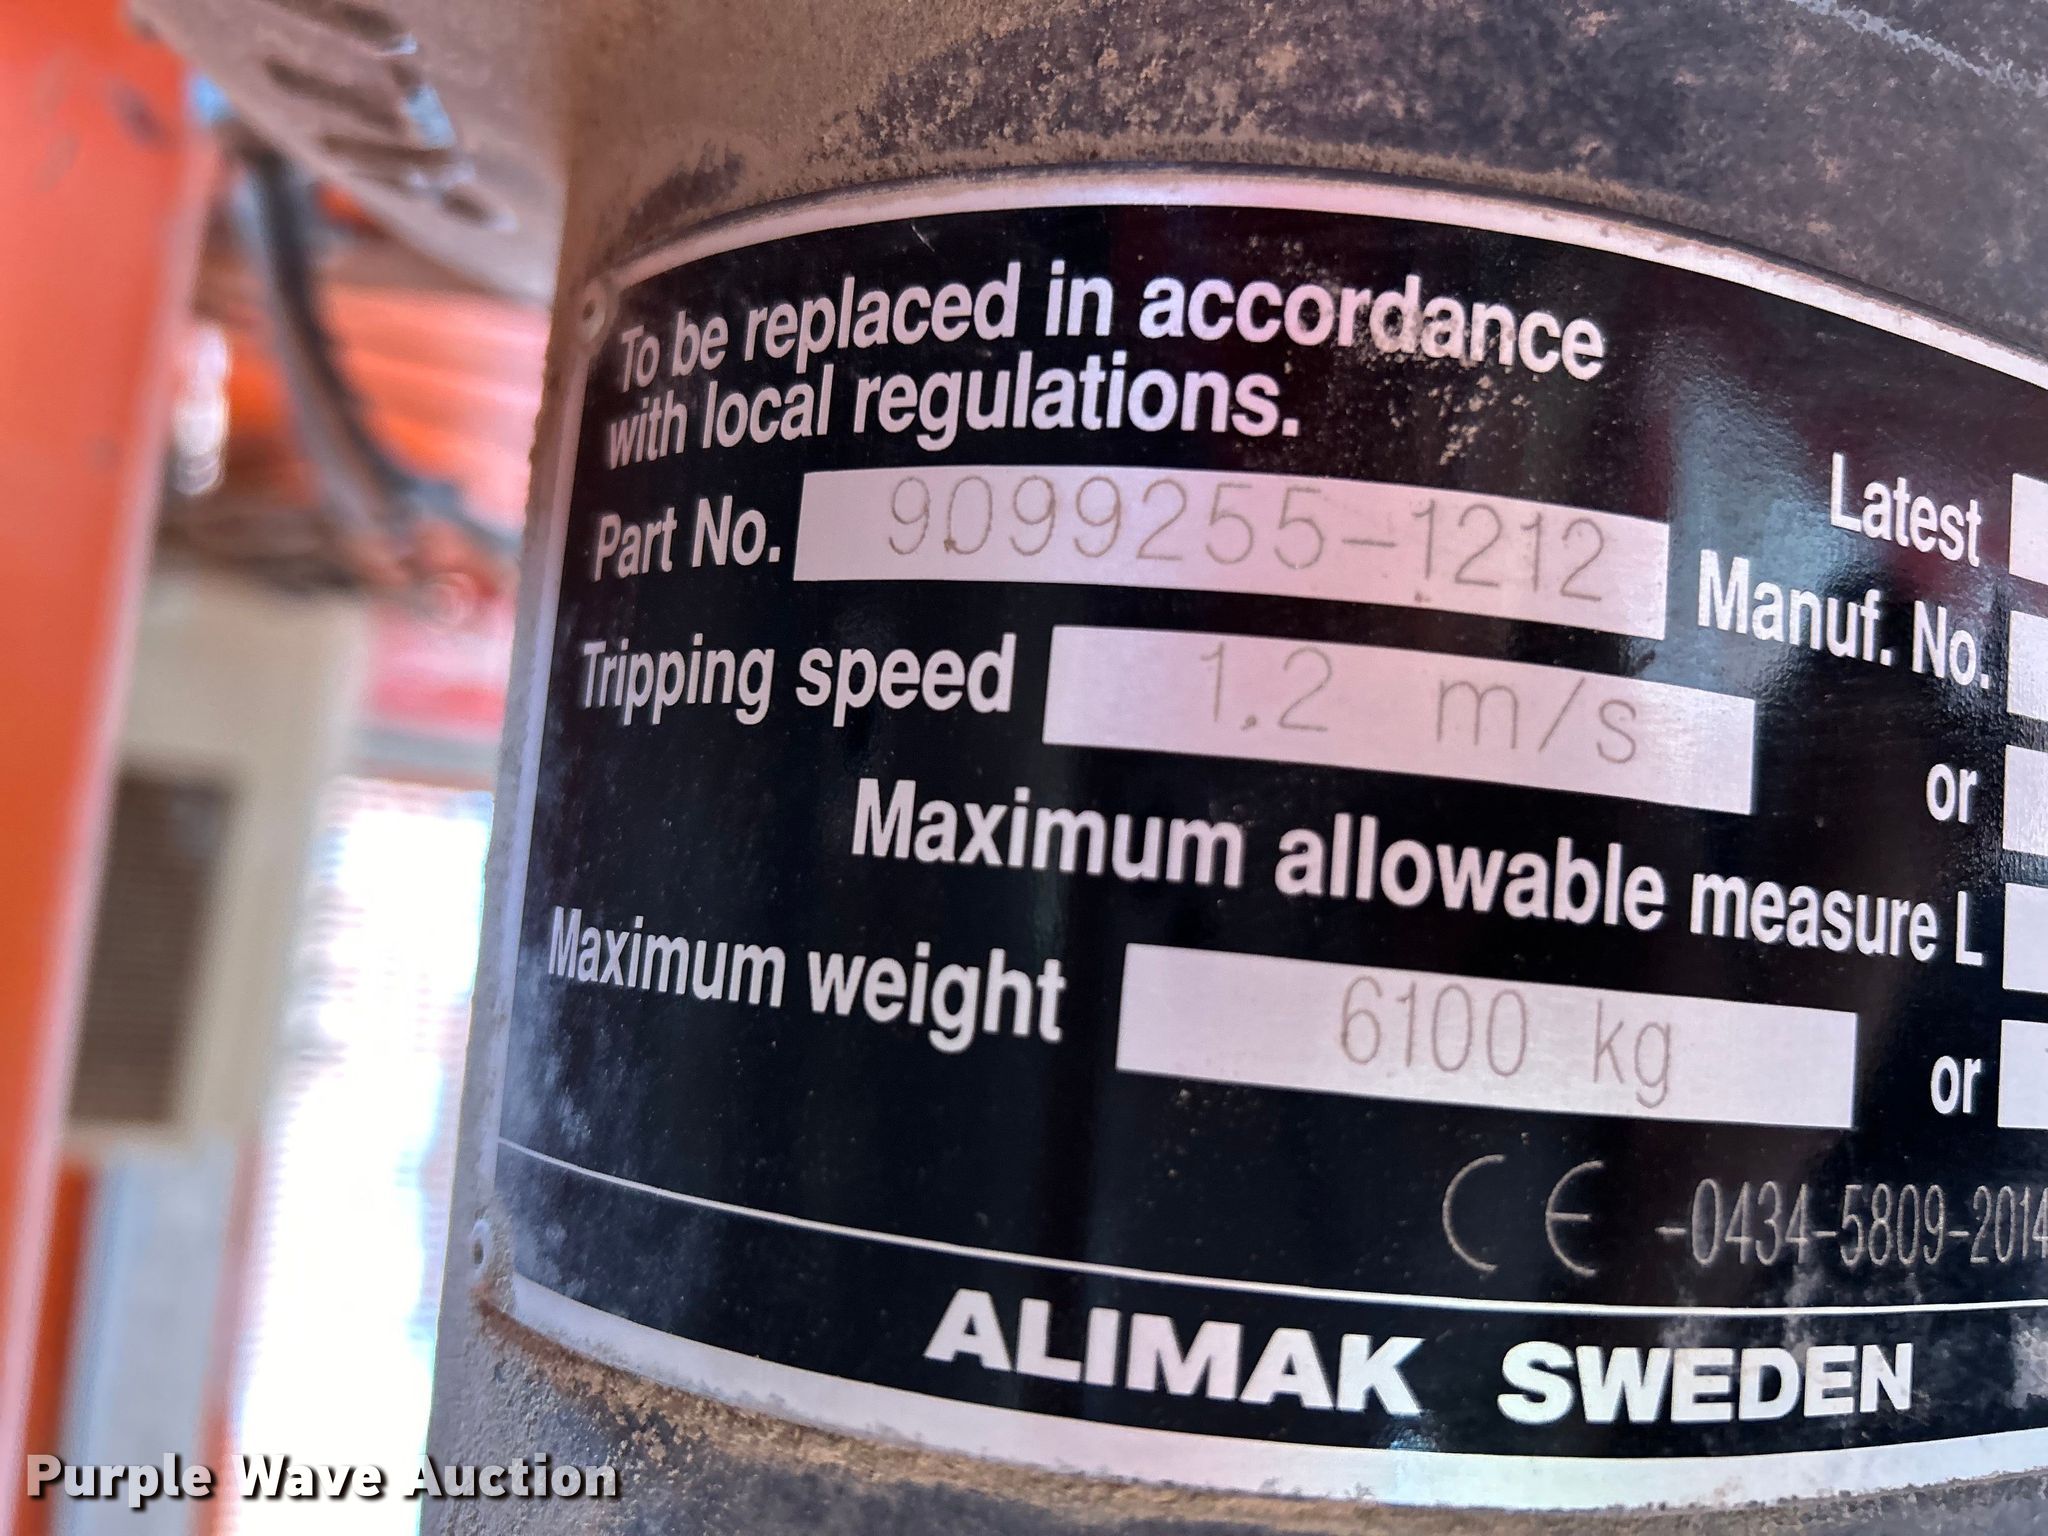 To be replaced in accordance
with local regulations.
Part No. 9099255-1212
Latest
Manuf. No.
Tripping speed 1.2 m/s
or
Maximum allowable measure L
Maximum weight 6100 kg
or
CE -0434-5809-2014
ALIMAK SWEDEN
Purple Wave Auction